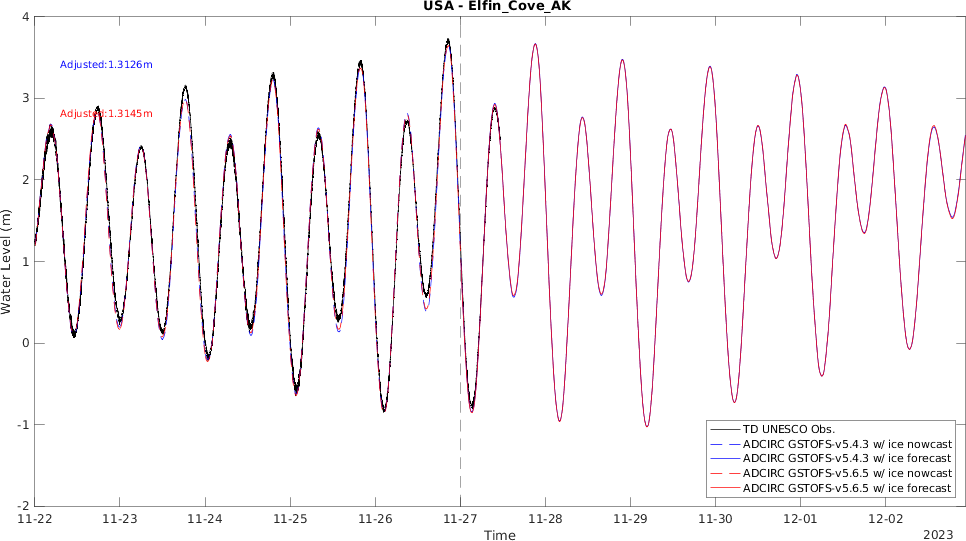 USA - Elfin_Cove_AK
4
Adjusted:1.3126m
3
Adjusted:1.3145m
2
1
0
-1
-2
Water Level (m)
TD UNESCO Obs.
ADCIRC GSTOFS-v5.4.3 w/ ice nowcast
ADCIRC GSTOFS-v5.4.3 w/ ice forecast
ADCIRC GSTOFS-v5.6.5 w/ ice nowcast
ADCIRC GSTOFS-v5.6.5 w/ ice forecast
11-22 11-23 11-24 11-25 11-26 11-27 11-28 11-29 11-30 12-01 12-02
Time
2023